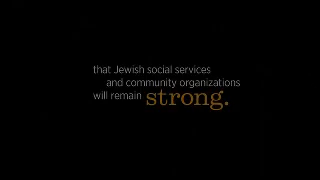 that Jewish social services
and community organizations
will remain strong.